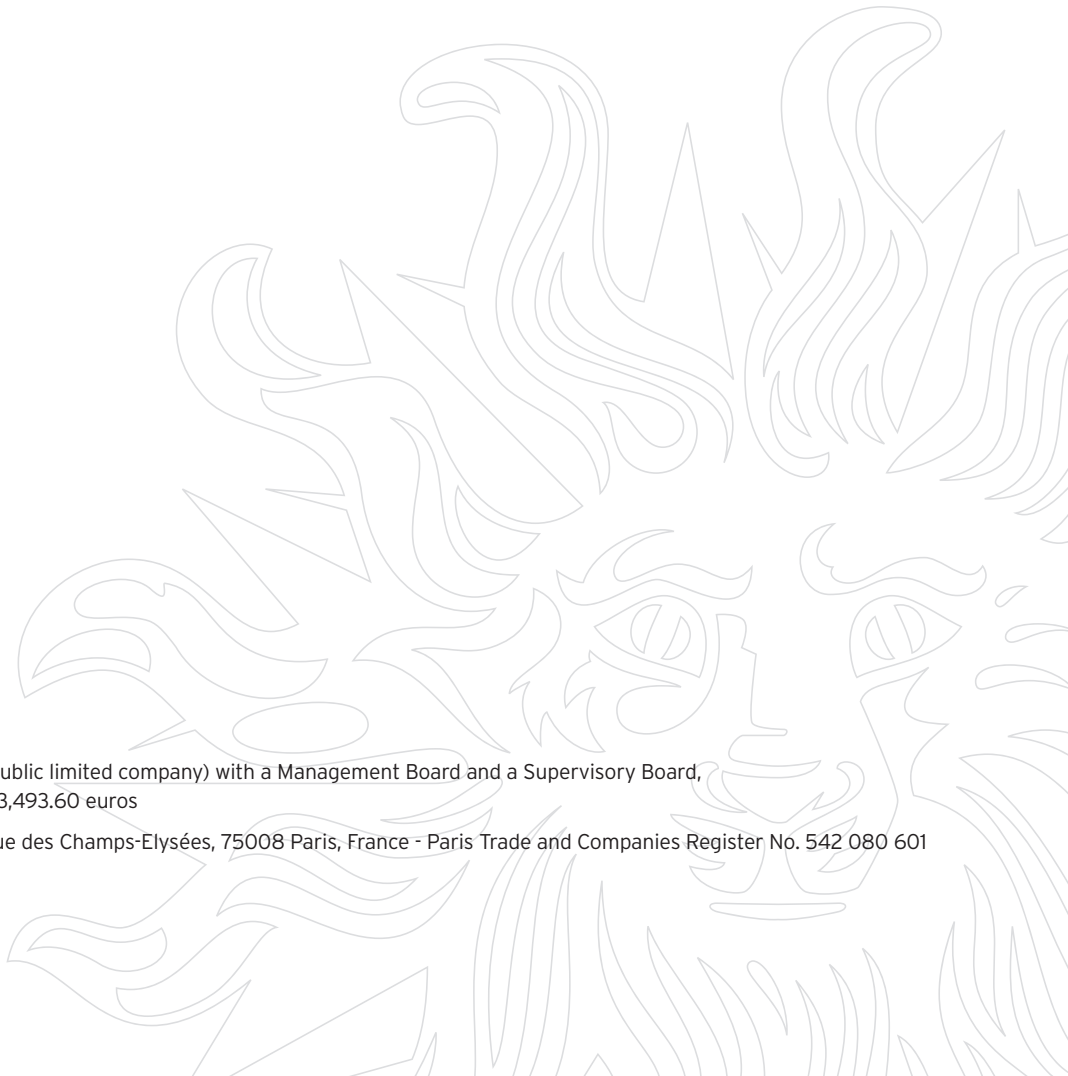 ublic limited company) with a Management Board and a Supervisory Board,
3,493.60 euros
ue des Champs-Elysées, 75008 Paris, France - Paris Trade and Companies Register No. 542 080 601